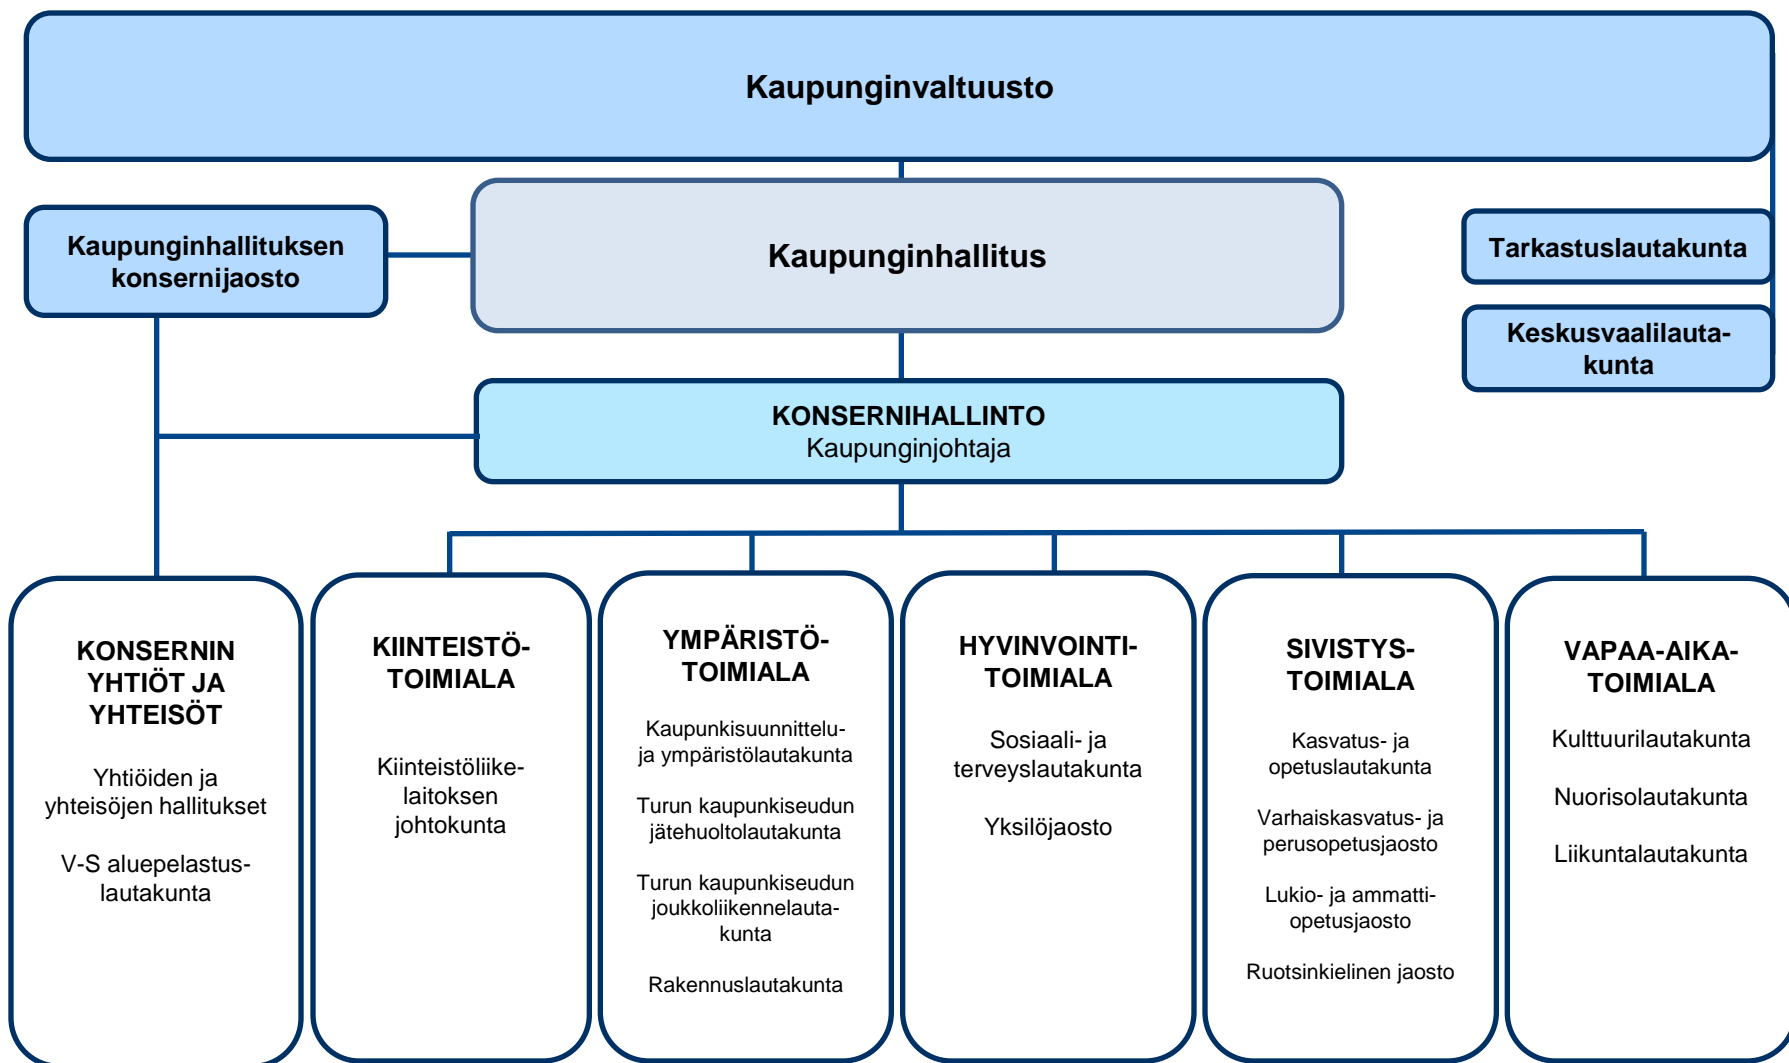 Kaupunginvaltuusto
Kaupunginhallituksen
konsernijaosto
Kaupunginhallitus
Tarkastuslautakunta
Keskusvaalilauta-
kunta
KONSERNIHALLINTO
Kaupunginjohtaja
KONSERNIN
YHTIÖT JA
YHTEISÖT
Yhtiöiden ja
yhteisöjen hallitukset
V-S aluepelastus-
lautakunta
KIINTEISTÖ-
TOIMIALA
Kiinteistöliike-
laitoksen
johtokunta
YMPÄRISTÖ-
TOIMIALA
Kaupunkisuunnittelu-
ja ympäristölautakunta
Turun kaupunkiseudun
jätehuoltolautakunta
Turun kaupunkiseudun
joukkoliikennelauta-
kunta
Rakennuslautakunta
HYVINVOINTI-
TOIMIALA
Sosiaali- ja
terveyslautakunta
Yksilöjaosto
SIVISTYS-
TOIMIALA
Kasvatus- ja
opetuslautakunta
Varhaiskasvatus- ja
perusopetusjaosto
Lukio- ja ammatti-
opetusjaosto
Ruotsinkielinen jaosto
VAPAA-AIKA-
TOIMIALA
Kulttuurilautakunta
Nuorisolautakunta
Liikuntalautakunta